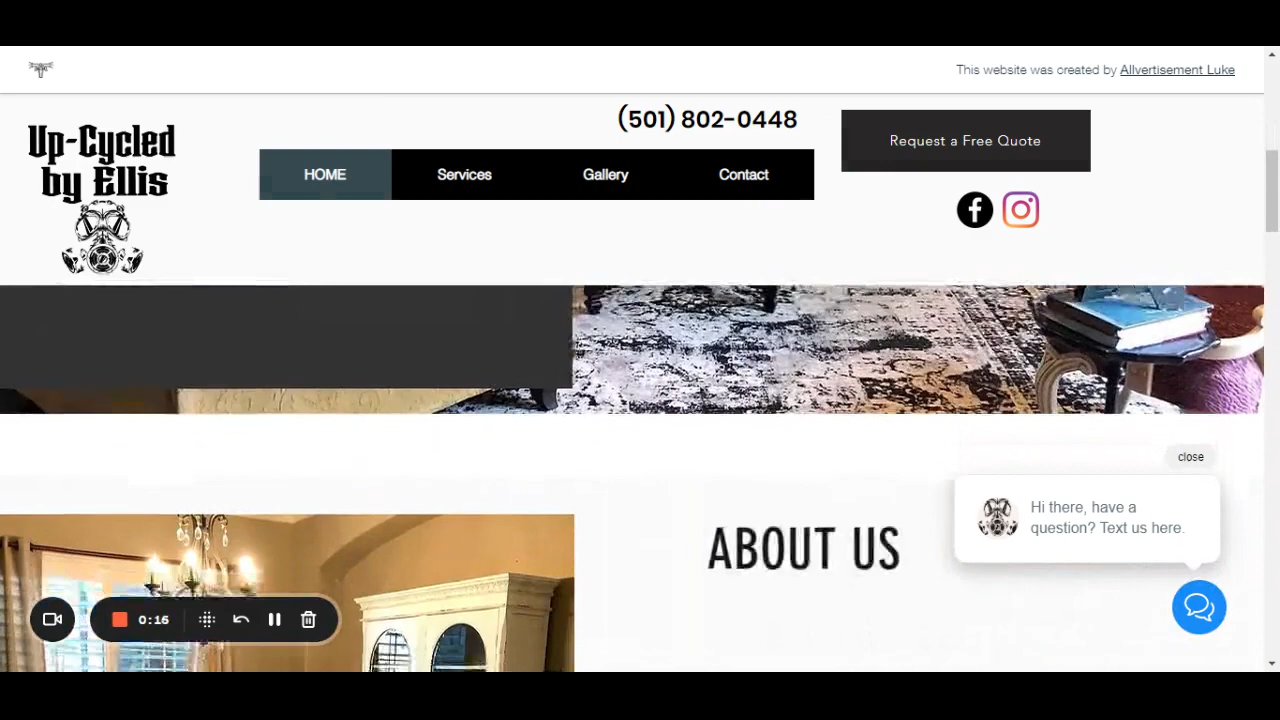 This website was created by Allvertisement Luke
Up-Cycled
by Ellis
(501) 802-0448
Request a Free Quote
HOME
Services
Gallery
Contact
close
Hi there, have a
question? Text us here.
ABOUT US
0:16